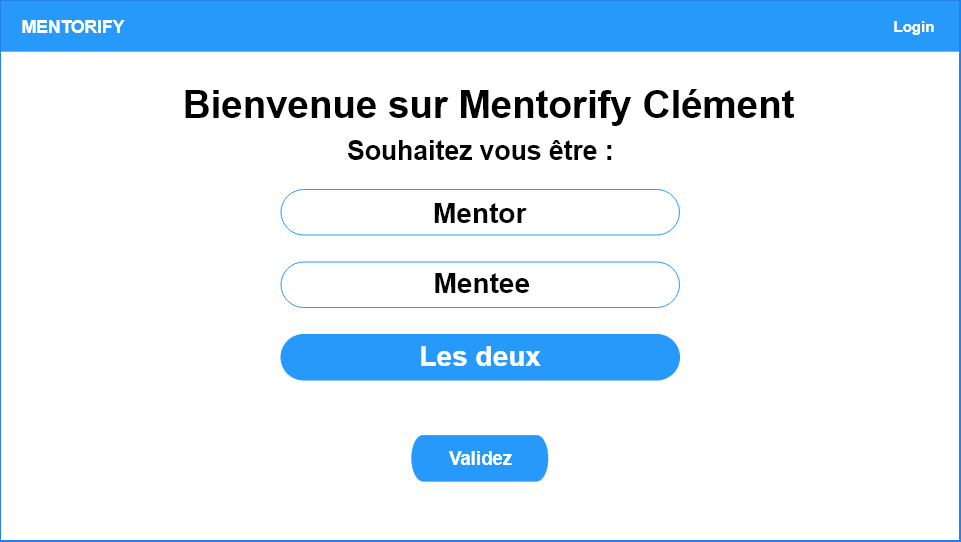 MENTORIFY
Login
Bienvenue sur Mentorify Clément
Souhaitez vous être :
Mentor
Mentee
Les deux
Validez